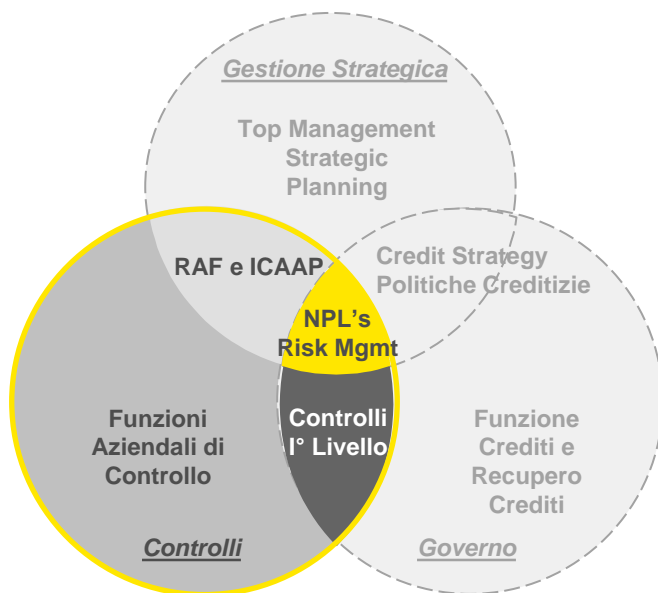 Gestione Strategica
Top Management
Strategic
Planning
RAF e ICAAP
Credit Strategy
Politiche Creditizie
NPL’s
Risk Mgmt
Funzioni
Aziendali di
Controllo
Controlli
I° Livello
Funzione
Crediti e
Recupero
Crediti
Controlli
Governo